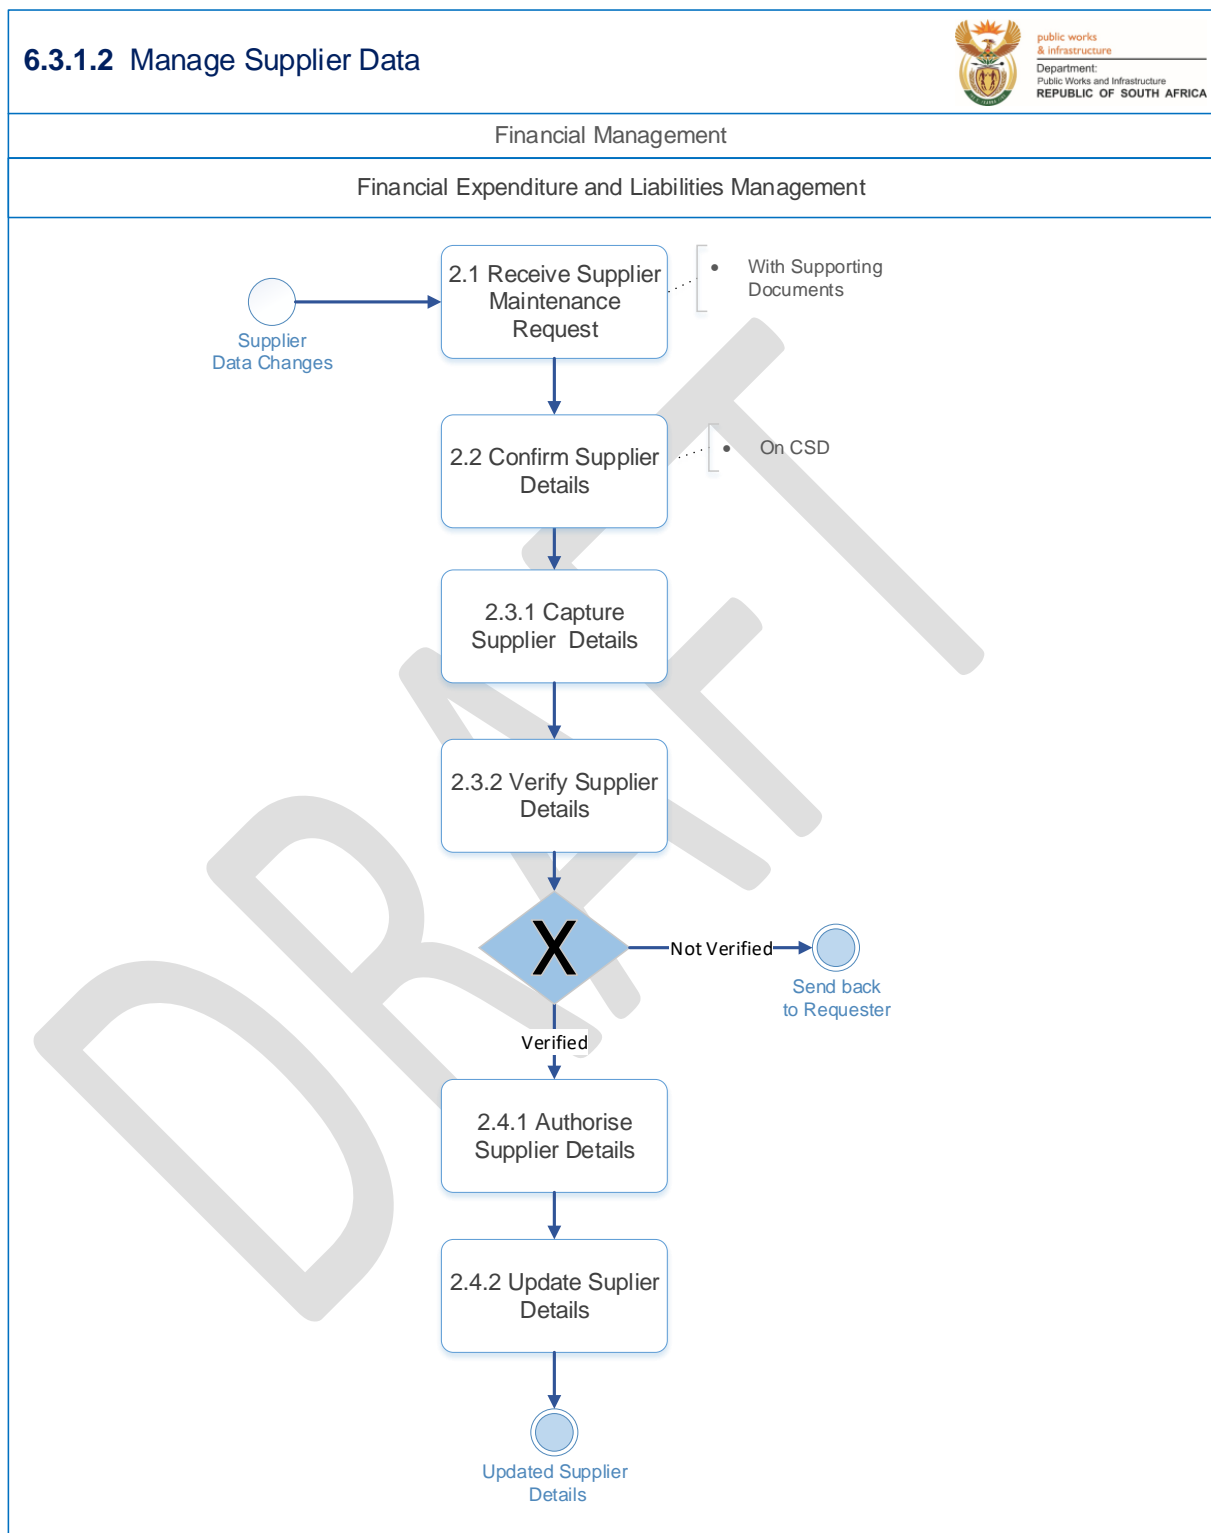 6.3.1.2 Manage Supplier Data
public works
& infrastructure
Department:
Public Works and Infrastructure
REPUBLIC OF SOUTH AFRICA
Financial Management
Financial Expenditure and Liabilities Management
2.1 Receive Supplier
Maintenance
Request
• With Supporting
Documents
Supplier
Data Changes
2.2 Confirm Supplier
Details
• On CSD
2.3.1 Capture
Supplier Details
2.3.2 Verify Supplier
Details
X
Not Verified
Send back
to Requester
Verified
2.4.1 Authorise
Supplier Details
2.4.2 Update Suplier
Details
Updated Supplier
Details
DRAFT